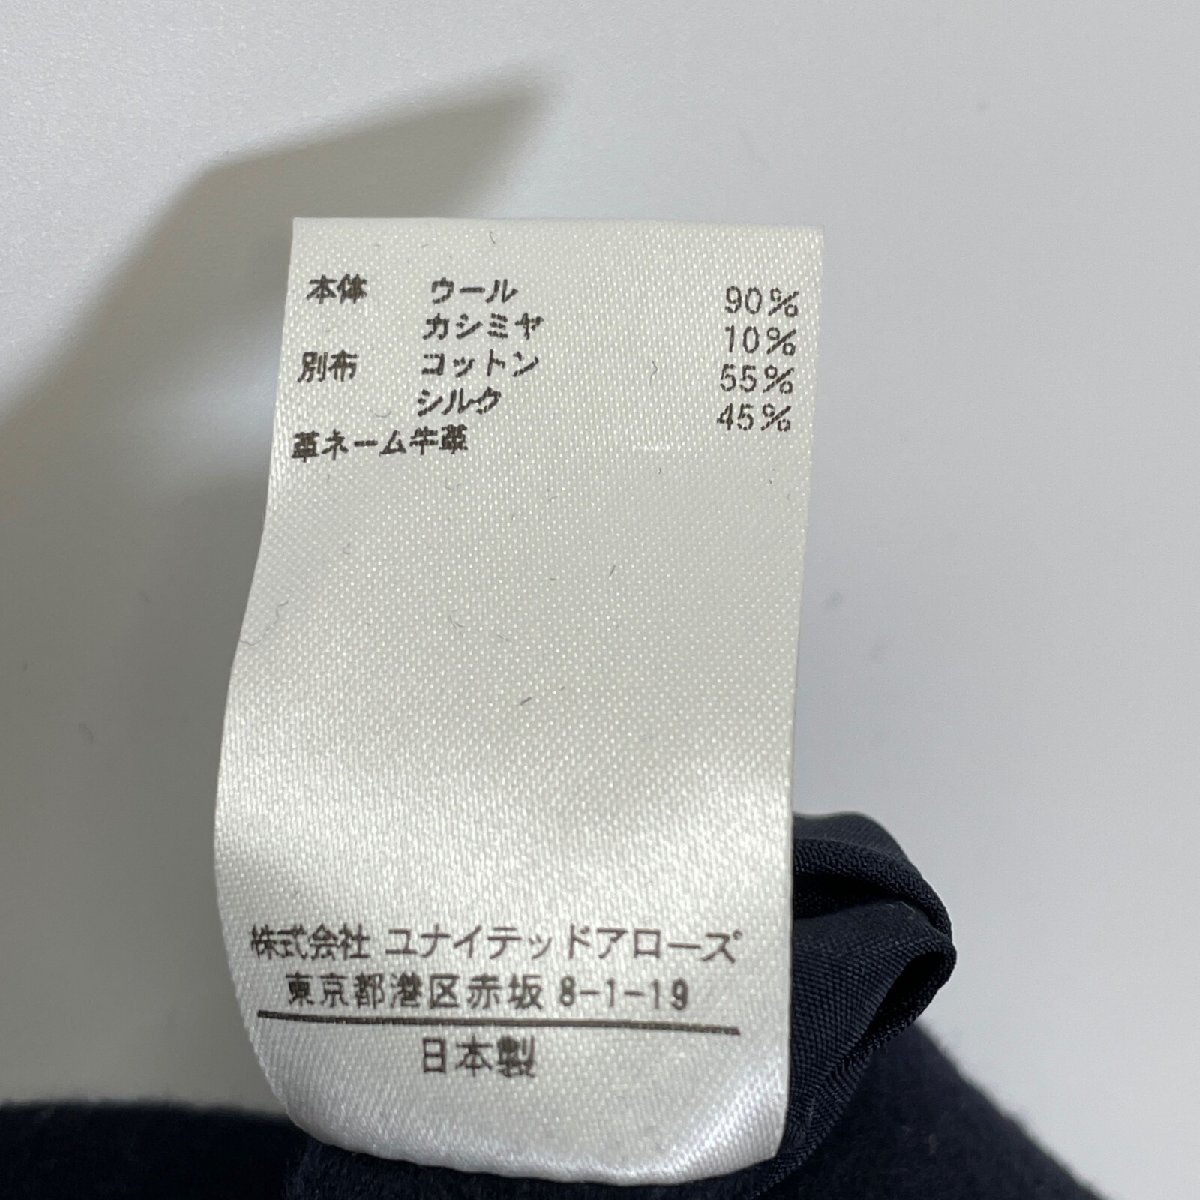 本体 ウール 90%
カシミヤ 10%
別布 コットン 55%
シルク 45%
革ネーム牛革
株式会社 ユナイテッドアローズ
東京都港区赤坂 8-1-19
日本製